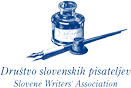 Društvo slovenskih pisateljev
Slovene Writers' Association